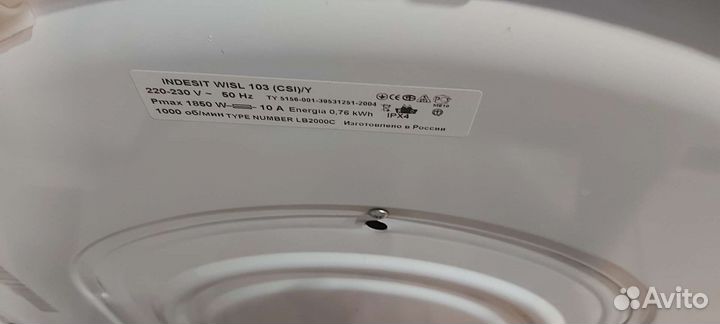 INDESIT WISL 103 (CSI)/Y
220-230 V ~ 50 Hz TY 5156-001-39531251-2004
Pmax 1850 W 10 A Energia 0,76 kWh IPX4
1000 об/мин TYPE NUMBER LB2000C Изготовлено в России
Avito